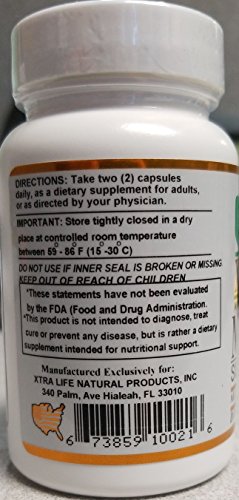 DIRECTIONS: Take two (2) capsules
daily, as a dietary supplement for adults,
or as directed by your physician.
IMPORTANT: Store tightly closed in a dry
place at controlled room temperature
between 59 - 86°F (15°-30°C)
DO NOT USE IF INNER SEAL IS BROKEN OR MISSING.
KEEP OUT OF REACH OF CHILDREN.
"These statements have not been evaluated
by the FDA (Food and Drug Administration.
*This product is not intended to diagnose, treat
cure or prevent any disease, but is rather a dietary
supplement intended for nutritional support.
Manufactured Exclusively for:
XTRA LIFE NATURAL PRODUCTS, INC
340 Palm, Ave Hialeah, FL 33010
6 73859 10021 6